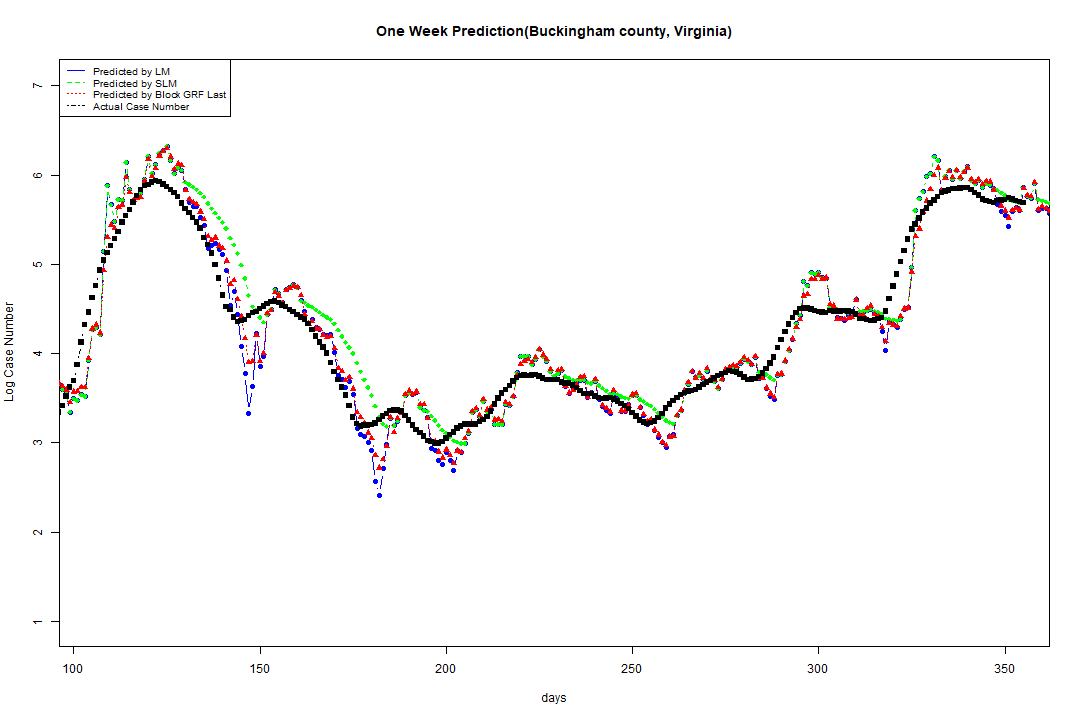 One Week Prediction(Buckingham county, Virginia)
Predicted by LM
Predicted by SLM
Predicted by Block GRF Last
Actual Case Number
7
6
5
4
3
2
1
Log Case Number
100 150 200 250 300 350
days